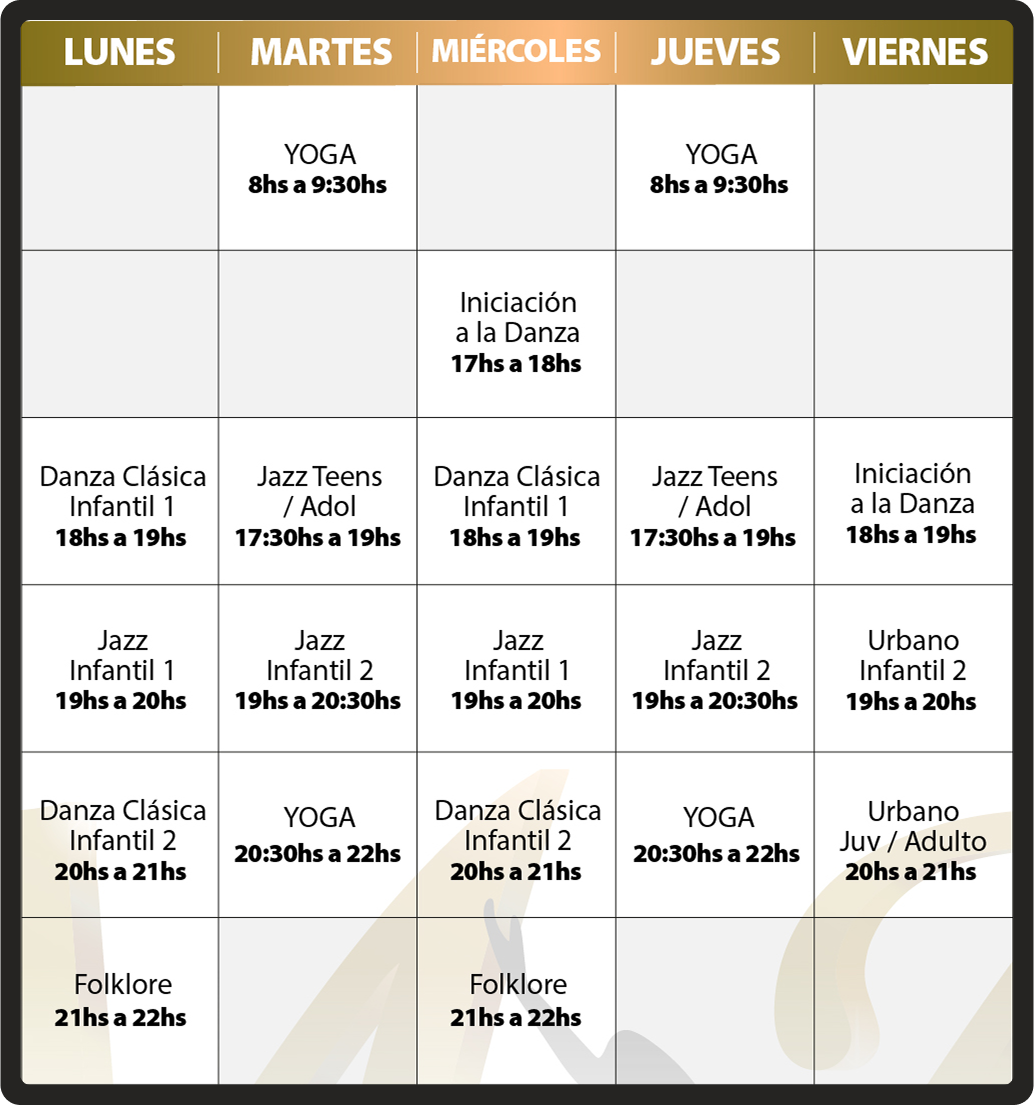 LUNES
MARTES
MIÉRCOLES
JUEVES
VIERNES
YOGA
8hs a 9:30hs
YOGA
8hs a 9:30hs
Iniciación
a la Danza
17hs a 18hs
Danza Clásica
Infantil 1
18hs a 19hs
Jazz Teens
/ Adol
17:30hs a 19hs
Danza Clásica
Infantil 1
18hs a 19hs
Jazz Teens
/ Adol
17:30hs a 19hs
Iniciación
a la Danza
18hs a 19hs
Jazz
Infantil 1
19hs a 20hs
Jazz
Infantil 2
19hs a 20:30hs
Jazz
Infantil 1
19hs a 20hs
Jazz
Infantil 2
19hs a 20:30hs
Urbano
Infantil 2
19hs a 20hs
Danza Clásica
Infantil 2
20hs a 21hs
YOGA
20:30hs a 22hs
Danza Clásica
Infantil 2
20hs a 21hs
YOGA
20:30hs a 22hs
Urbano
Juv / Adulto
20hs a 21hs
Folklore
21hs a 22hs
Folklore
21hs a 22hs